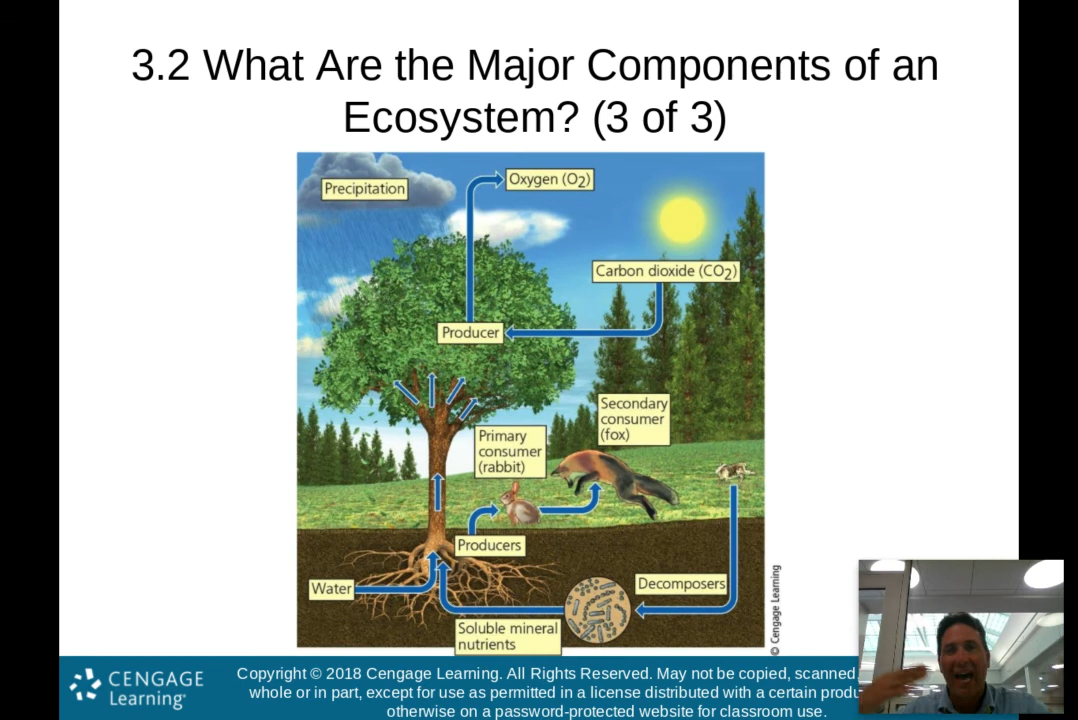 3.2 What Are the Major Components of an
Ecosystem? (3 of 3)
Precipitation
Oxygen (O2)
Carbon dioxide (CO2)
Producer
Secondary
consumer
(fox)
Primary
consumer
(rabbit)
Producers
Water
Decomposers
Soluble mineral
nutrients
© Cengage Learning
CENGAGE
Learning
Copyright © 2018 Cengage Learning. All Rights Reserved. May not be copied, scanned,
whole or in part, except for use as permitted in a license distributed with a certain
otherwise on a password-protected website for classroom use.